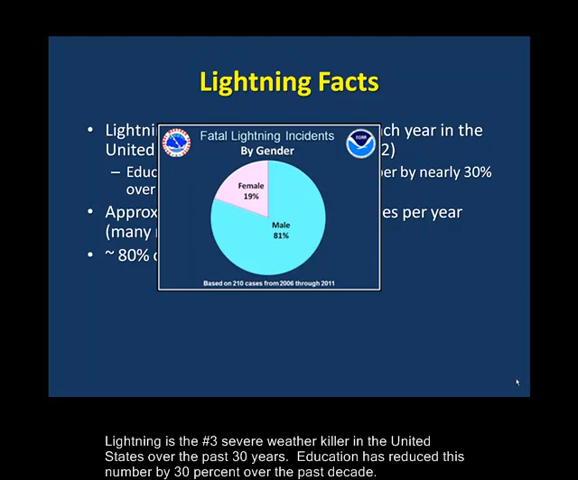 Lightning Facts
• Lightni
ch year in the
United
2)
– Educ
er by nearly 30%
over
• Approx
es per year
(many
• ~ 80%
Fatal Lightning Incidents
By Gender
Female
19%
Male
81%
Based on 210 cases from 2006 through 2011
Lightning is the #3 severe weather killer in the United
States over the past 30 years. Education has reduced this
number by 30 percent over the past decade.